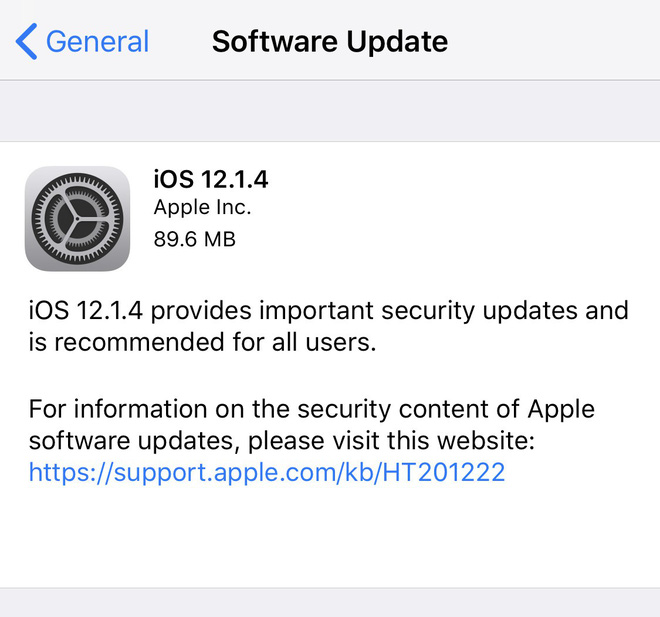 General
Software Update
iOS 12.1.4
Apple Inc.
89.6 MB
iOS 12.1.4 provides important security updates and
is recommended for all users.
For information on the security content of Apple
software updates, please visit this website:
https://support.apple.com/kb/HT201222